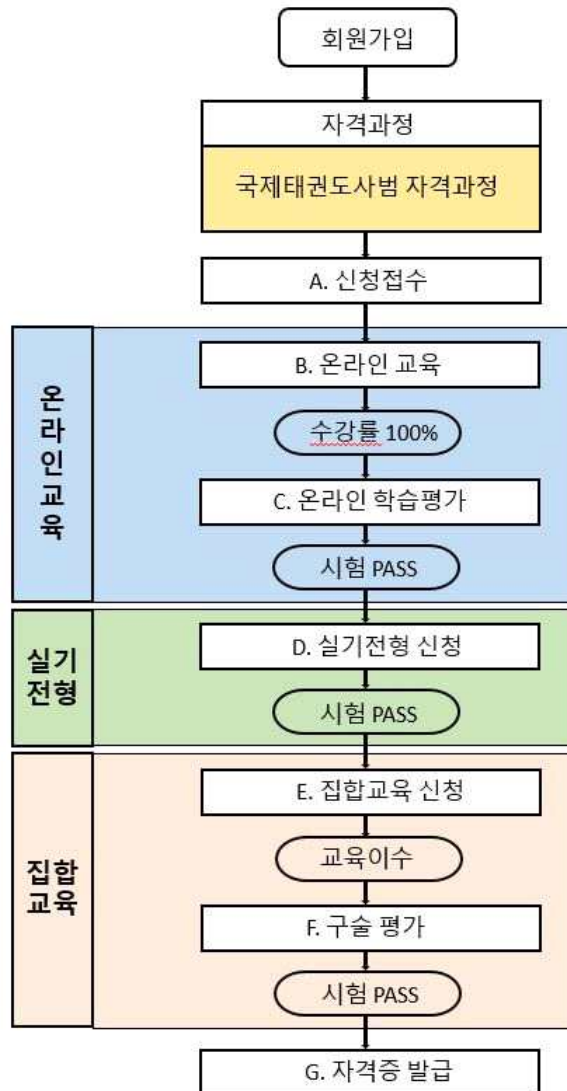 회원가입
자격과정
국제태권도사범 자격과정
A. 신청접수
온라인교육
B. 온라인 교육
수강률 100%
C. 온라인 학습평가
시험 PASS
실기
전형
D. 실기전형 신청
시험 PASS
집합
교육
E. 집합교육 신청
교육이수
F. 구술 평가
시험 PASS
G. 자격증 발급